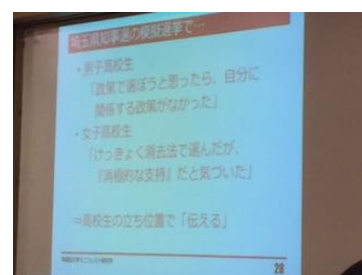 埼玉県知事選の模擬選挙で…
・男子高校生
「政策で選ぼうと思ったら、自分に
関係する政策がなかった」
・女子高校生
「けっきょく消去法で選んだが、
『消極的な支持』だと気づいた」
⇒高校生の立ち位置で「伝える」
28